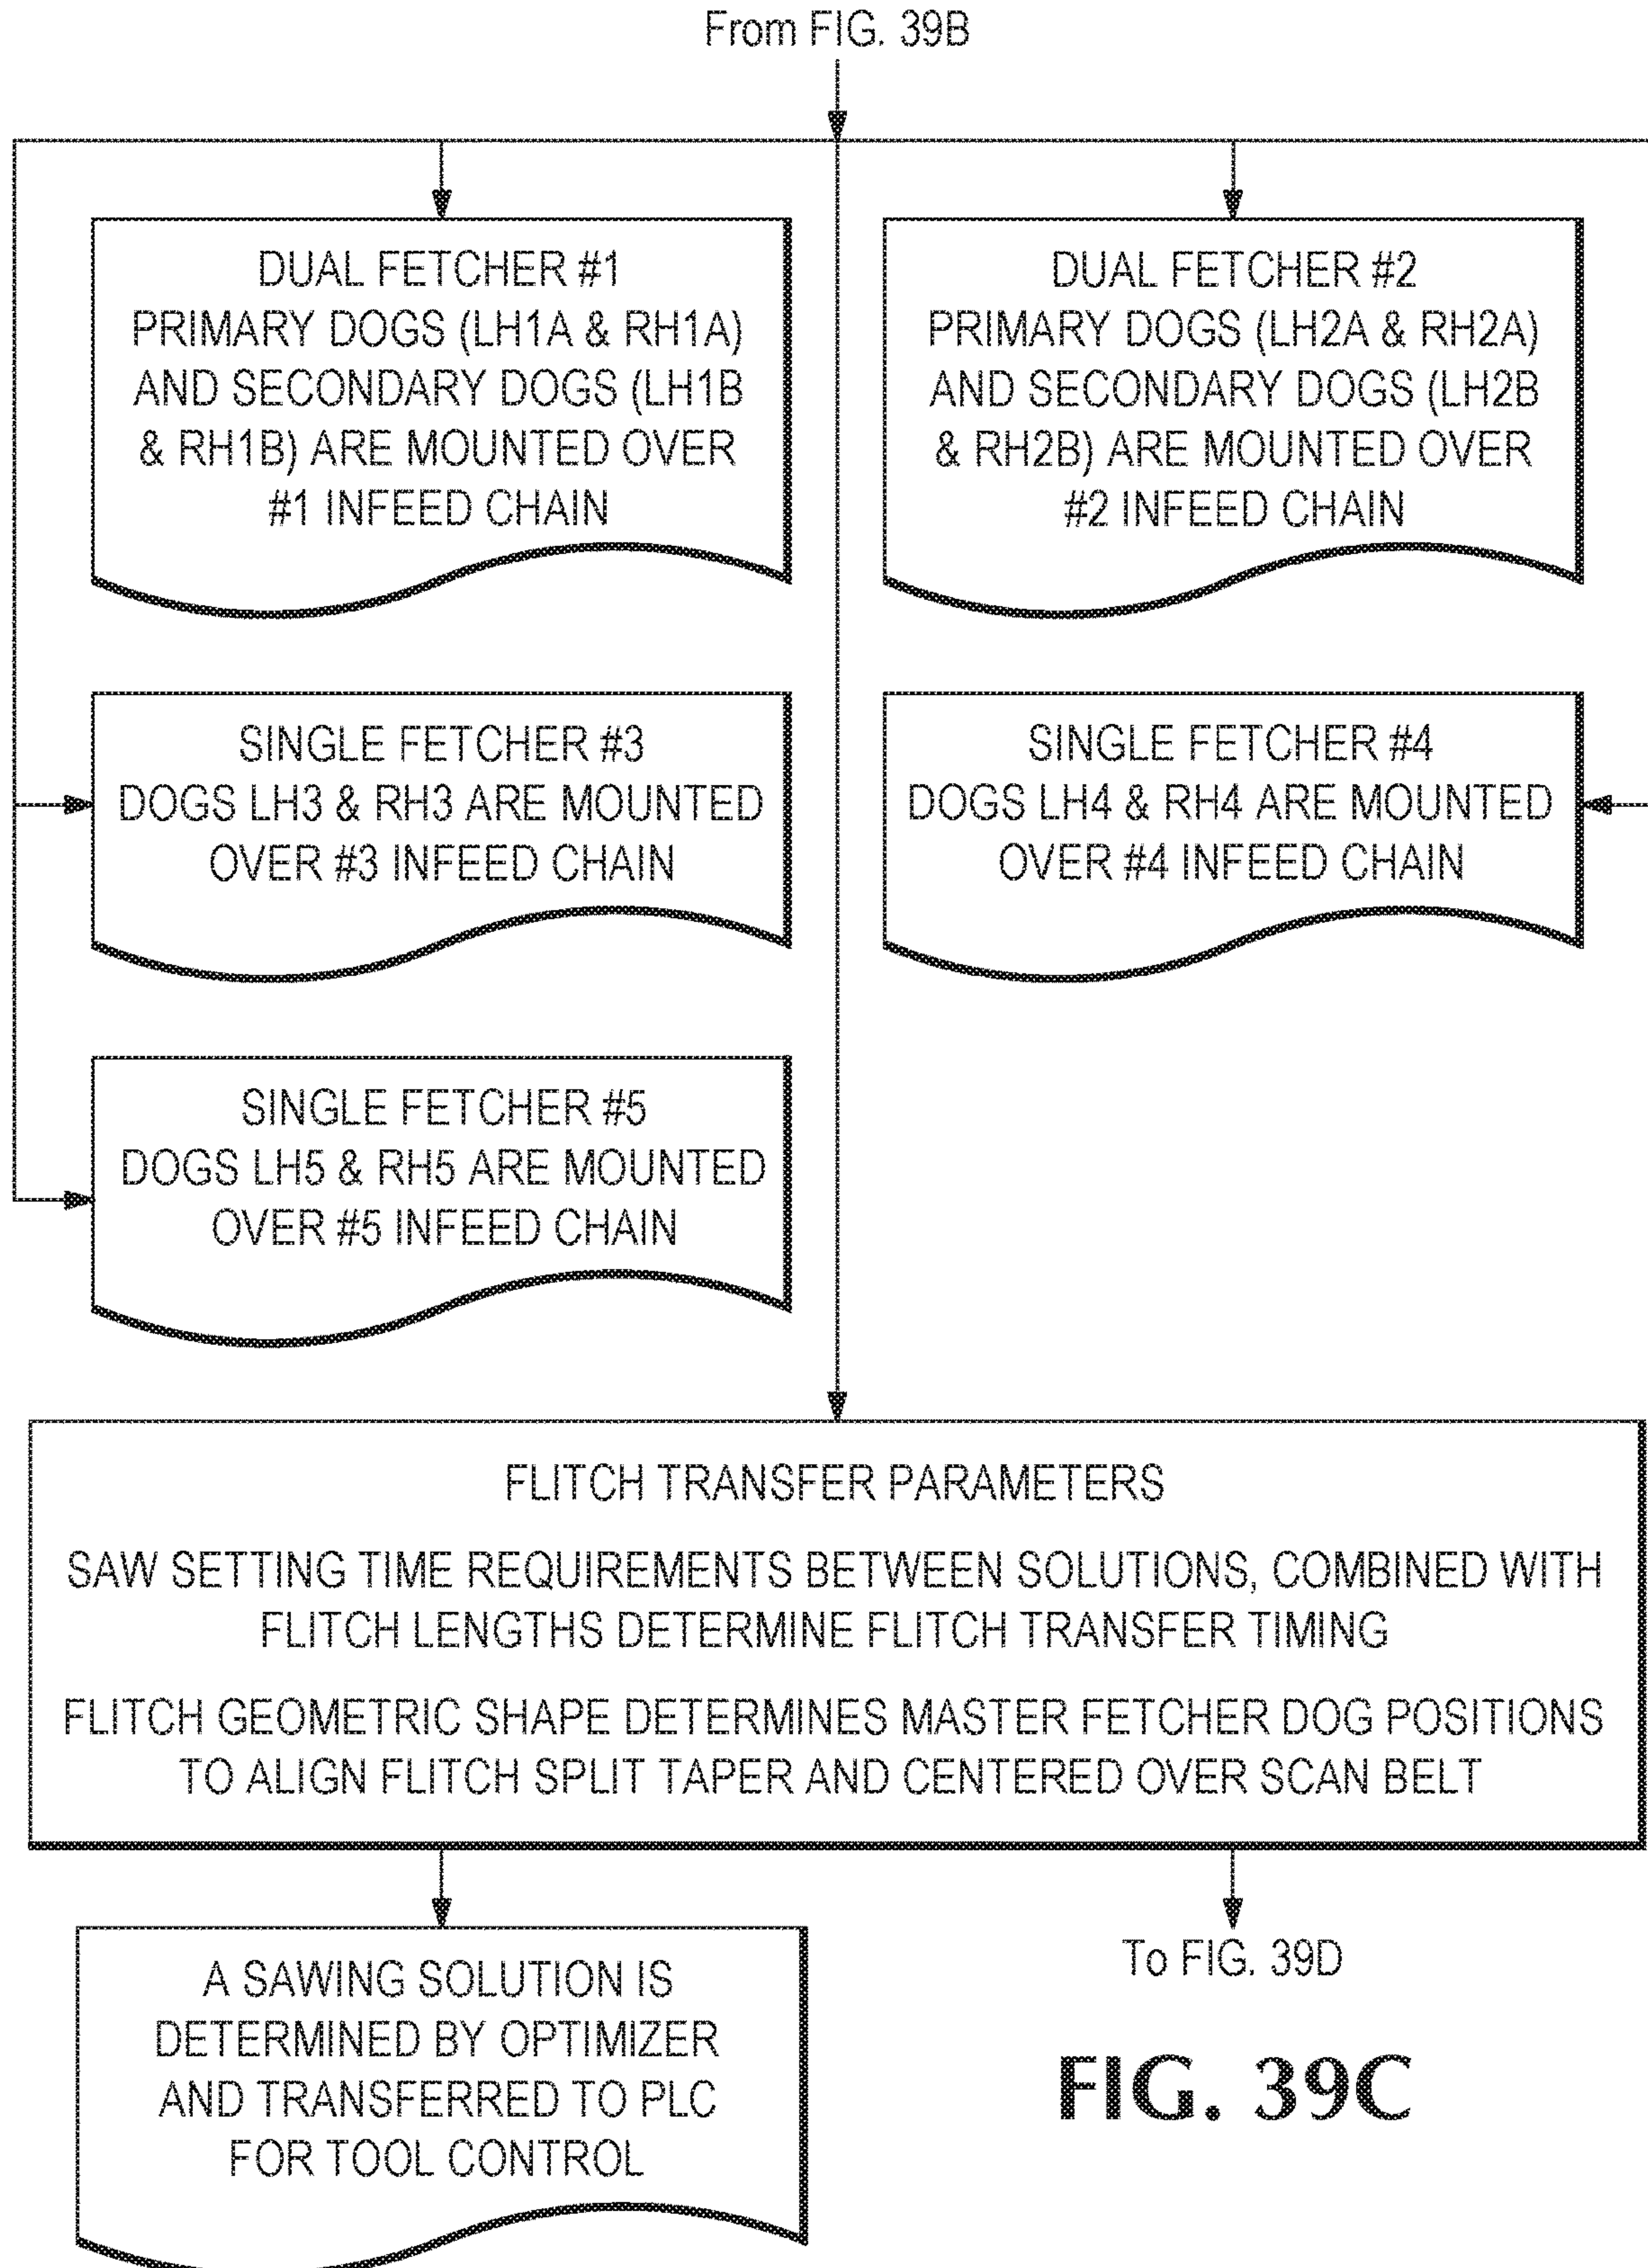 From FIG. 39B
DUAL FETCHER #1
PRIMARY DOGS (LH1A & RH1A)
AND SECONDARY DOGS (LH1B
& RH1B) ARE MOUNTED OVER
#1 INFEED CHAIN
DUAL FETCHER #2
PRIMARY DOGS (LH2A & RH2A)
AND SECONDARY DOGS (LH2B
& RH2B) ARE MOUNTED OVER
#2 INFEED CHAIN
SINGLE FETCHER #3
DOGS LH3 & RH3 ARE MOUNTED
OVER #3 INFEED CHAIN
SINGLE FETCHER #4
DOGS LH4 & RH4 ARE MOUNTED
OVER #4 INFEED CHAIN
SINGLE FETCHER #5
DOGS LH5 & RH5 ARE MOUNTED
OVER #5 INFEED CHAIN
FLITCH TRANSFER PARAMETERS
SAW SETTING TIME REQUIREMENTS BETWEEN SOLUTIONS, COMBINED WITH
FLITCH LENGTHS DETERMINE FLITCH TRANSFER TIMING
FLITCH GEOMETRIC SHAPE DETERMINES MASTER FETCHER DOG POSITIONS
TO ALIGN FLITCH SPLIT TAPER AND CENTERED OVER SCAN BELT
A SAWING SOLUTION IS
DETERMINED BY OPTIMIZER
AND TRANSFERRED TO PLC
FOR TOOL CONTROL
To FIG. 39D
FIG. 39C